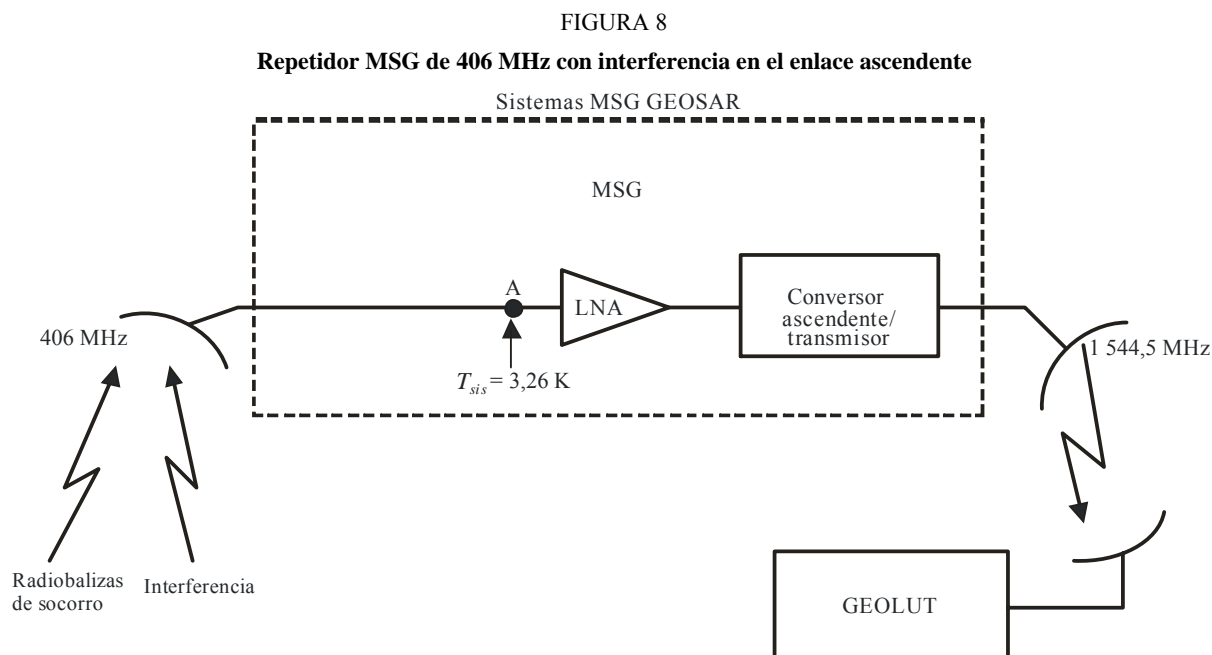 FIGURA 8
Repetidor MSG de 406 MHz con interferencia en el enlace ascendente
Sistemas MSG GEOSAR
MSG
A
LNA
Conversor
ascendente/
transmisor
406 MHz
1 544,5 MHz
Tsis = 3,26 K
Radiobalizas
de socorro
Interferencia
GEOLUT